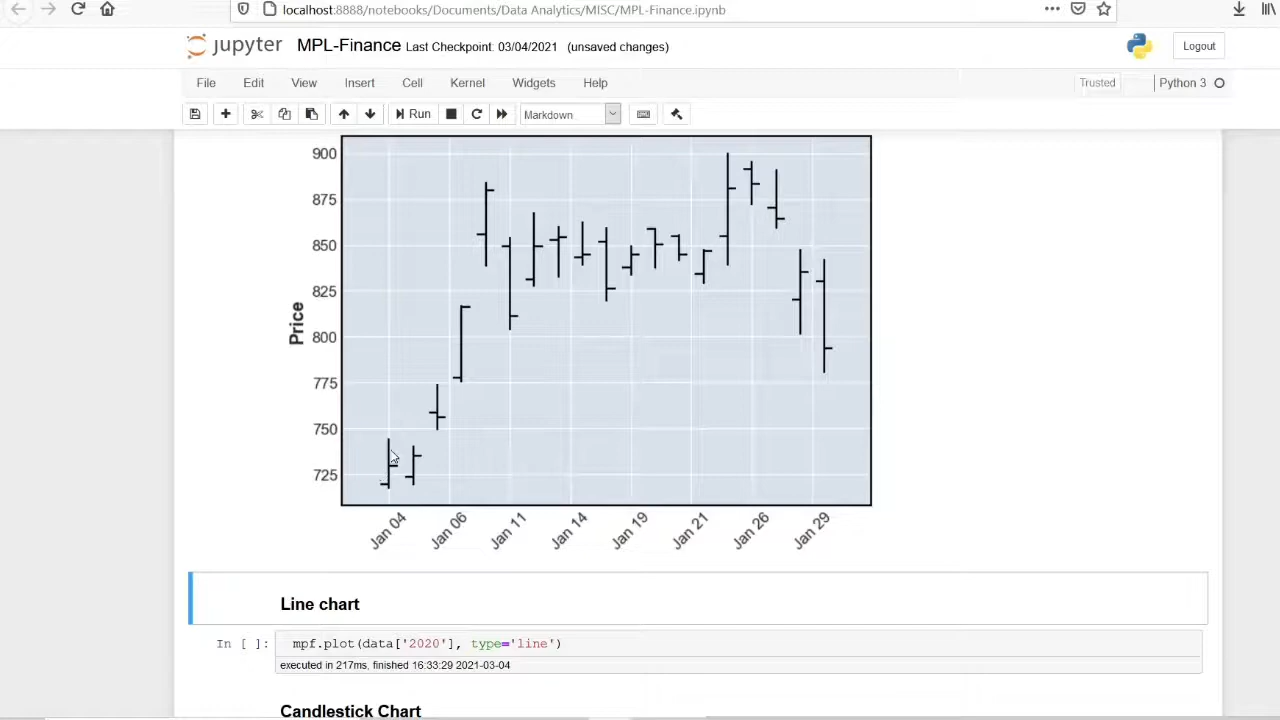 localhost:8888/notebooks/Documents/Data Analytics/MISC/MPL-Finance.ipynb
jupyter MPL-Finance Last Checkpoint: 03/04/2021 (unsaved changes) Logout
File Edit View Insert Cell Kernel Widgets Help Trusted Python 3
Run Markdown
900
875
850
825
800
775
750
725
Price
Jan 04 Jan 06 Jan 11 Jan 14 Jan 19 Jan 21 Jan 26 Jan 29
Line chart
In [ ]: mpf.plot(data['2020'], type='line')
executed in 217ms, finished 16:33:29 2021-03-04
Candlestick Chart